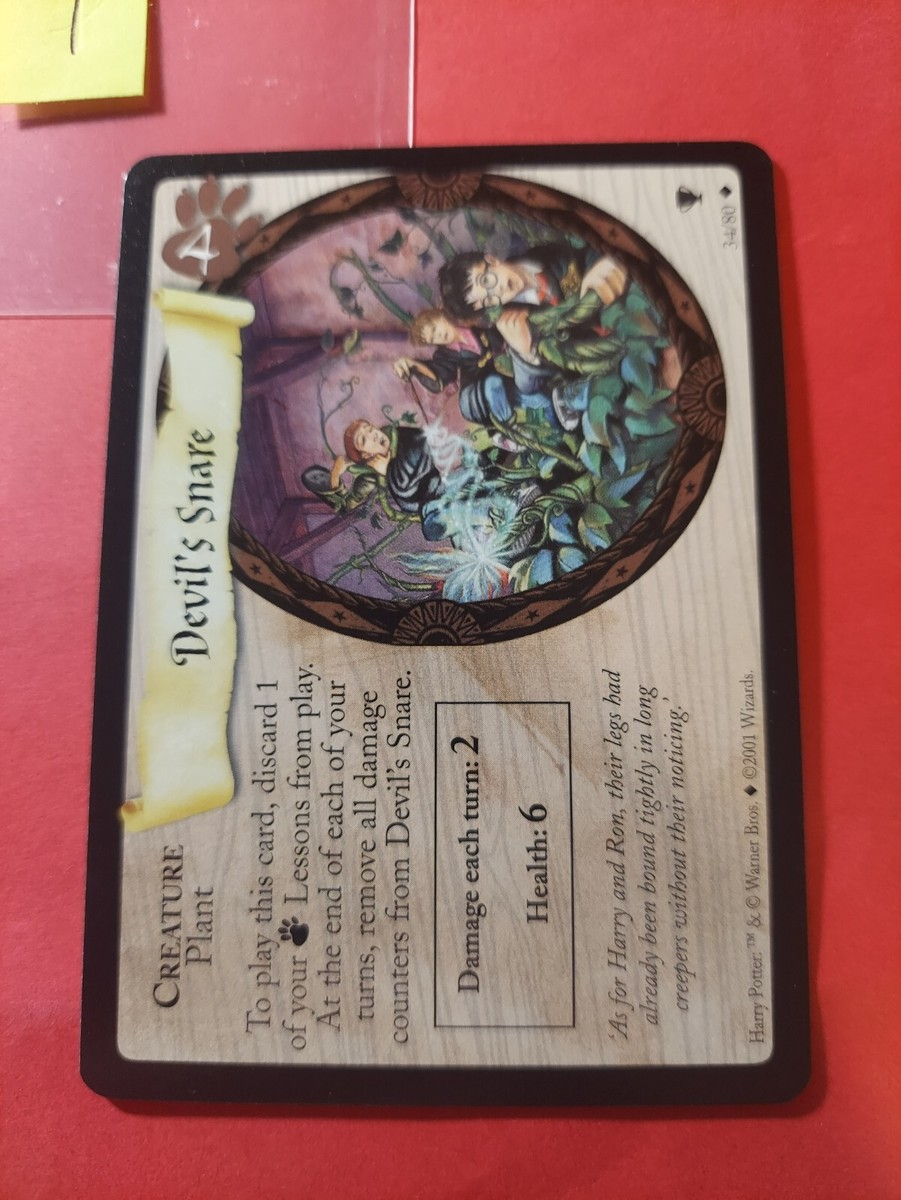 4
Devil's Snare
CREATURE
Plant
To play this card, discard 1
of your Lessons from play.
At the end of each of your
turns, remove all damage
counters from Devil's Snare.
Damage each turn: 2
Health: 6
'As for Harry and Ron, their legs had
already been bound tightly in long
creepers without their noticing.'
Harry Potter: ™ & © Warner Bros. ◆ ©2001 Wizards.
34/80 ◆